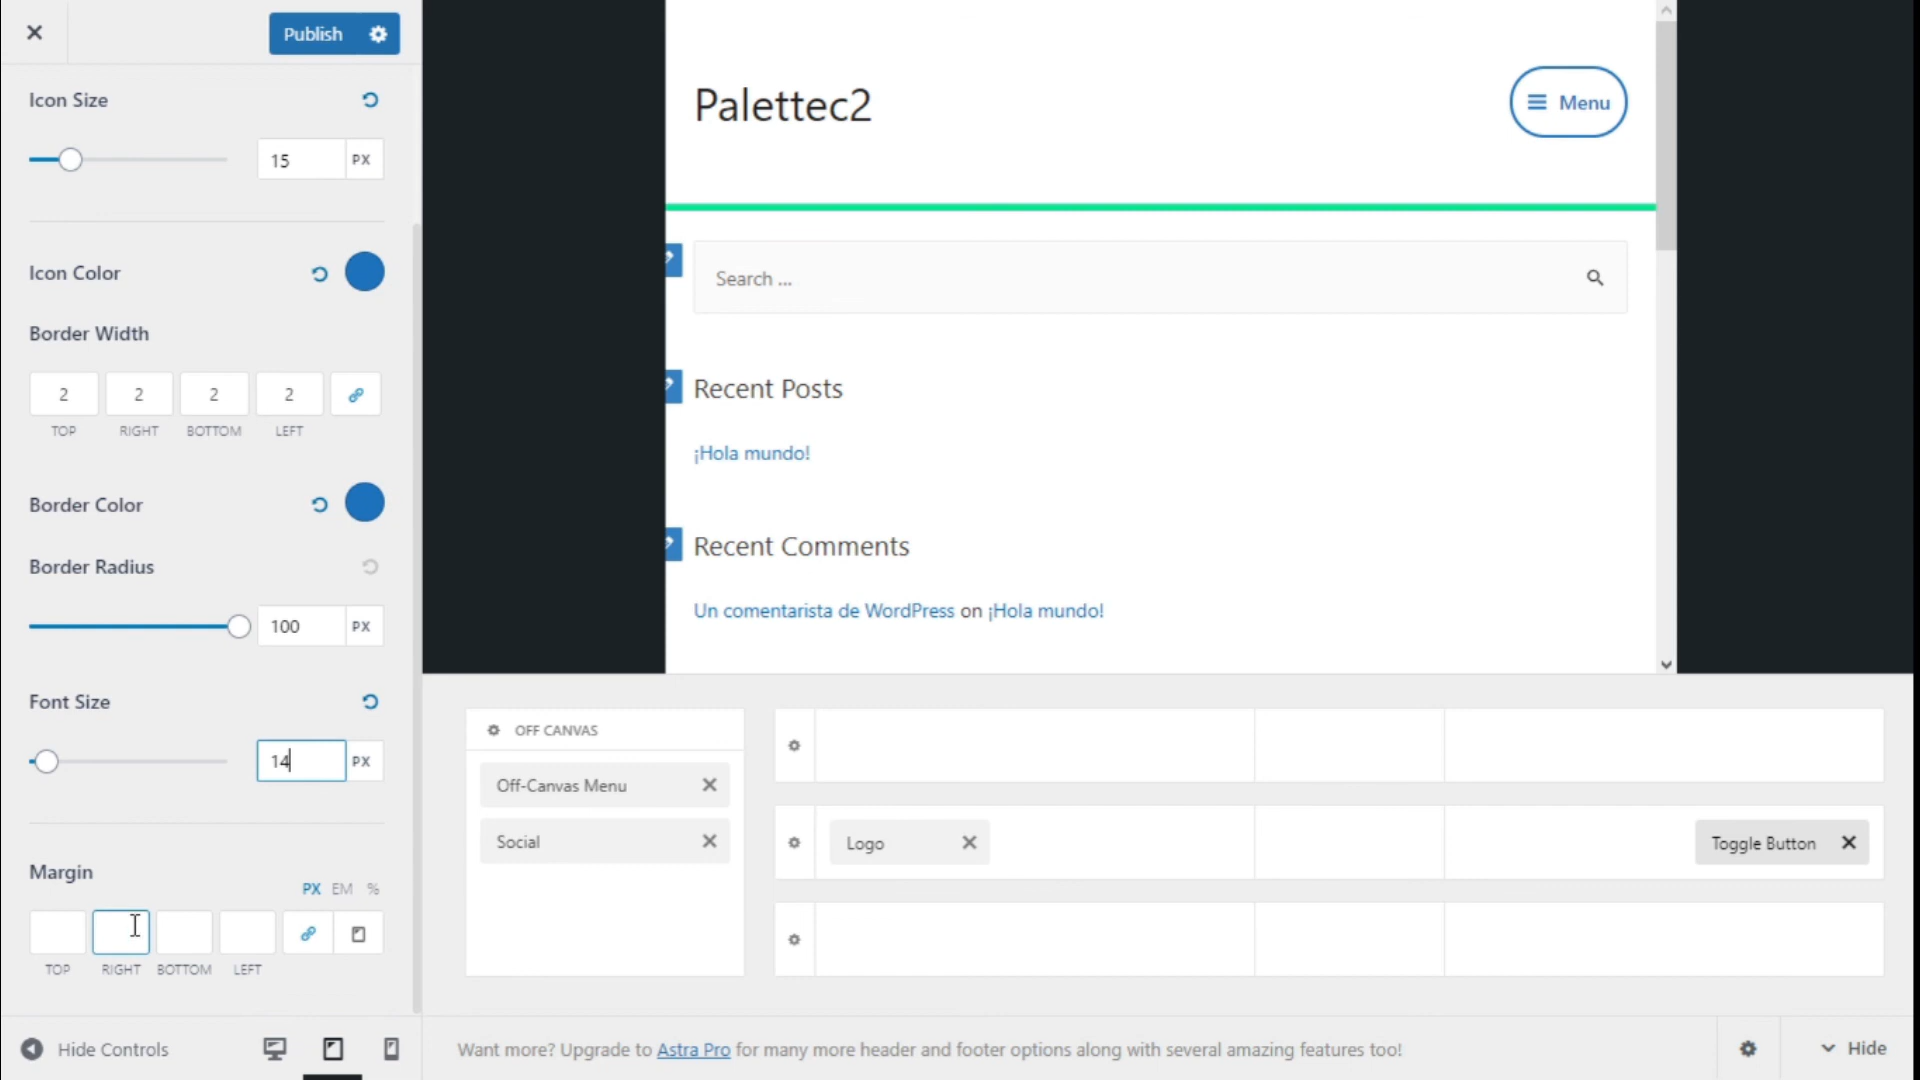 Publish
Icon Size
15 PX
Icon Color
Border Width
2 2 2 2
TOP RIGHT BOTTOM LEFT
Border Color
Border Radius
100 PX
Font Size
14 PX
Margin
PX EM %
TOP RIGHT BOTTOM LEFT
Hide Controls
Palettec2
Menu
Search ...
Recent Posts
¡Hola mundo!
Recent Comments
Un comentarista de WordPress on ¡Hola mundo!
OFF CANVAS
Off-Canvas Menu
Social
Logo
Toggle Button
Want more? Upgrade to Astra Pro for many more header and footer options along with several amazing features too!
Hide